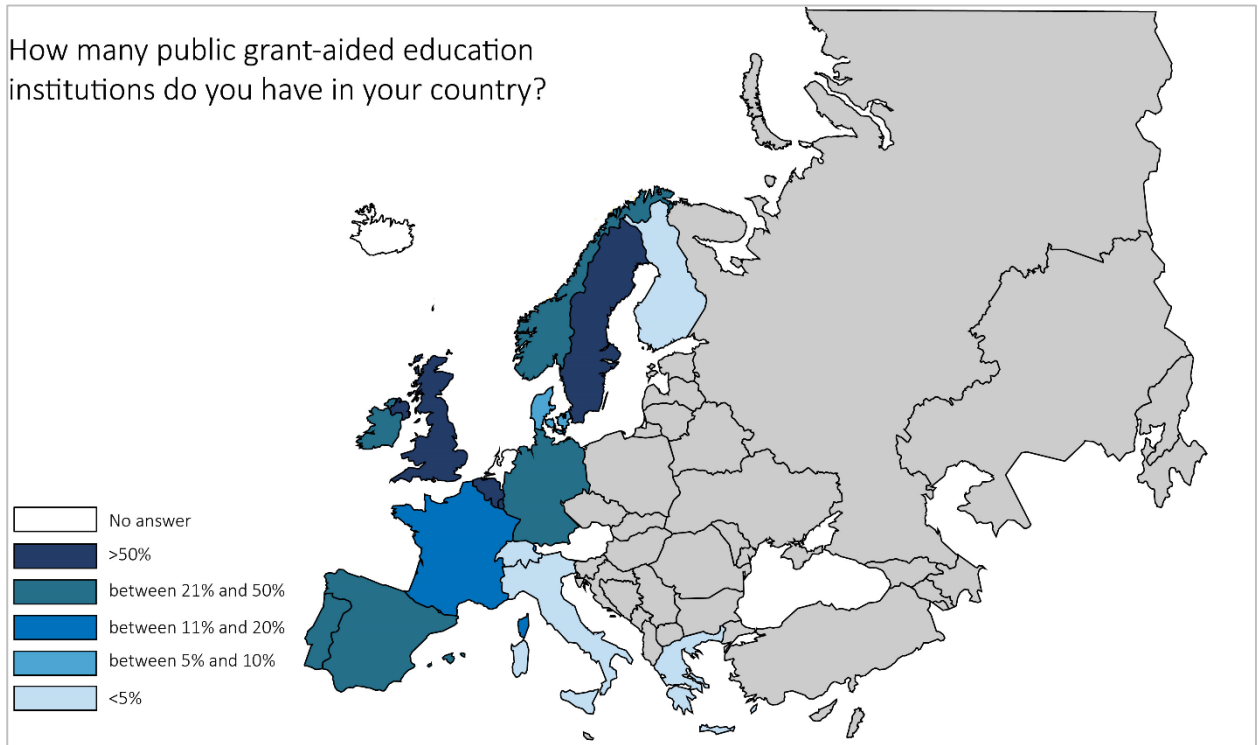 How many public grant-aided education
institutions do you have in your country?
No answer
>50%
between 21% and 50%
between 11% and 20%
between 5% and 10%
<5%